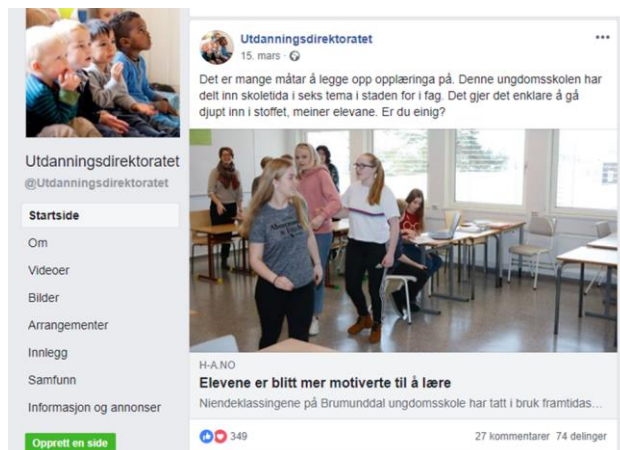 Utdanningsdirektoratet
@Utdanningsdirektoratet
Startside
Om
Videoer
Bilder
Arrangementer
Innlegg
Samfunn
Informasjon og annonser
Opprett en side
Utdanningsdirektoratet
15. mars ·
Det er mange måtar å legge opp opplæringa på. Denne ungdomsskolen har
delt inn skoletida i seks tema i staden for i fag. Det gjer det enklare å gå
djupt inn i stoffet, meiner elevane. Er du einig?
H-A.NO
Elevene er blitt mer motiverte til å lære
Niendeklassingene på Brumunddal ungdomsskole har tatt i bruk framtidas...
349
27 kommentarer 74 delinger